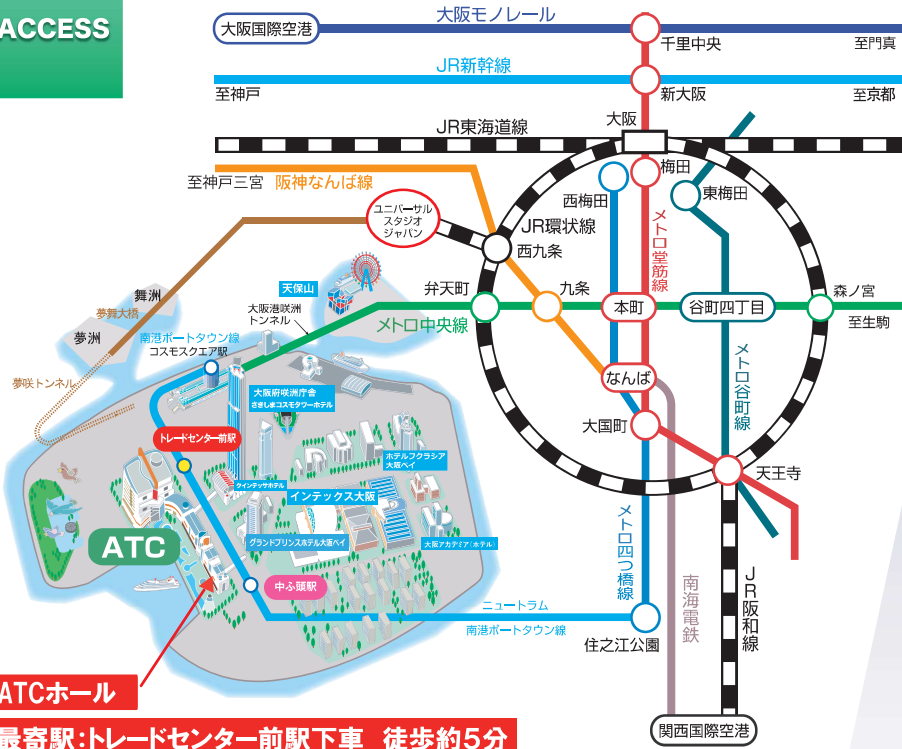 ACCESS
大阪モノレール
大阪国際空港
千里中央
至門真
JR新幹線
至神戸
新大阪
至京都
大阪
JR東海道線
至神戸三宮
阪神なんば線
梅田
西梅田
東梅田
ユニバーサル
スタジオ
ジャパン
JR環状線
西九条
メトロ堂筋線
弁天町
九条
本町
谷町四丁目
森ノ宮
至生駒
メトロ中央線
天保山
舞洲
夢舞大橋
夢洲
大阪港咲洲
トンネル
南港ポートタウン線
コスモスクエア駅
夢咲トンネル
大阪府咲洲庁舎
さきしまコスモタワーホテル
なんば
メトロ谷町線
大国町
天王寺
トレードセンター前駅
ホテルフクラシア
大阪ベイ
クインテッサホテル
インテックス大阪
グランドプリンスホテル大阪ベイ
大阪アカデミア(ホテル)
ATC
中ふ頭駅
メトロ四つ橋線
南海電鉄
JR阪和線
ニュートラム
南港ポートタウン線
住之江公園
関西国際空港
ATCホール
最寄駅:トレードセンター前駅下車 徒歩約5分